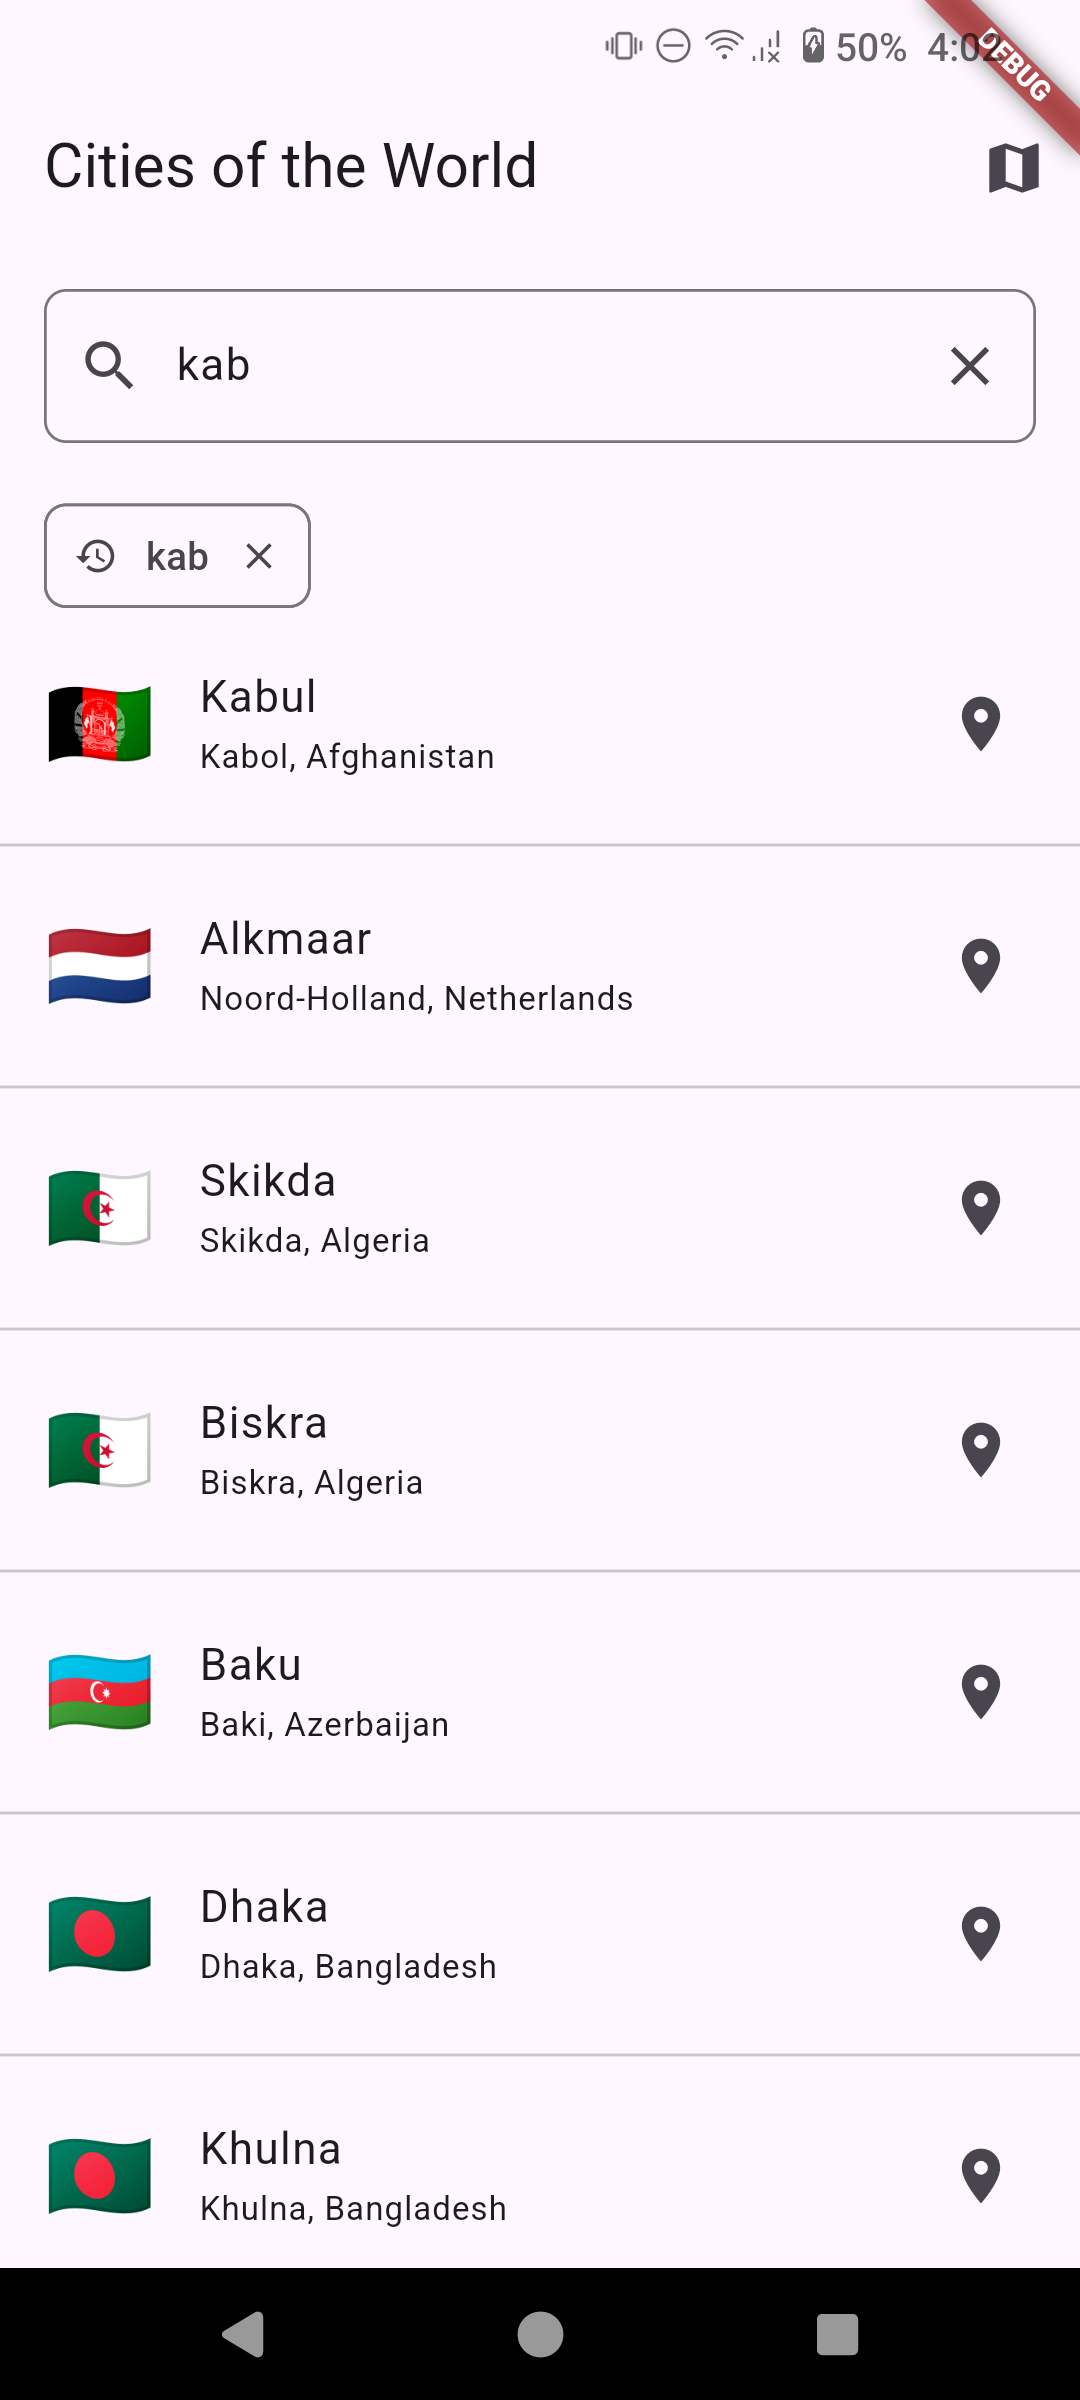 50% 4:02
DEBUG
Cities of the World
kab
kab
Kabul
Kabol, Afghanistan
Alkmaar
Noord-Holland, Netherlands
Skikda
Skikda, Algeria
Biskra
Biskra, Algeria
Baku
Baki, Azerbaijan
Dhaka
Dhaka, Bangladesh
Khulna
Khulna, Bangladesh